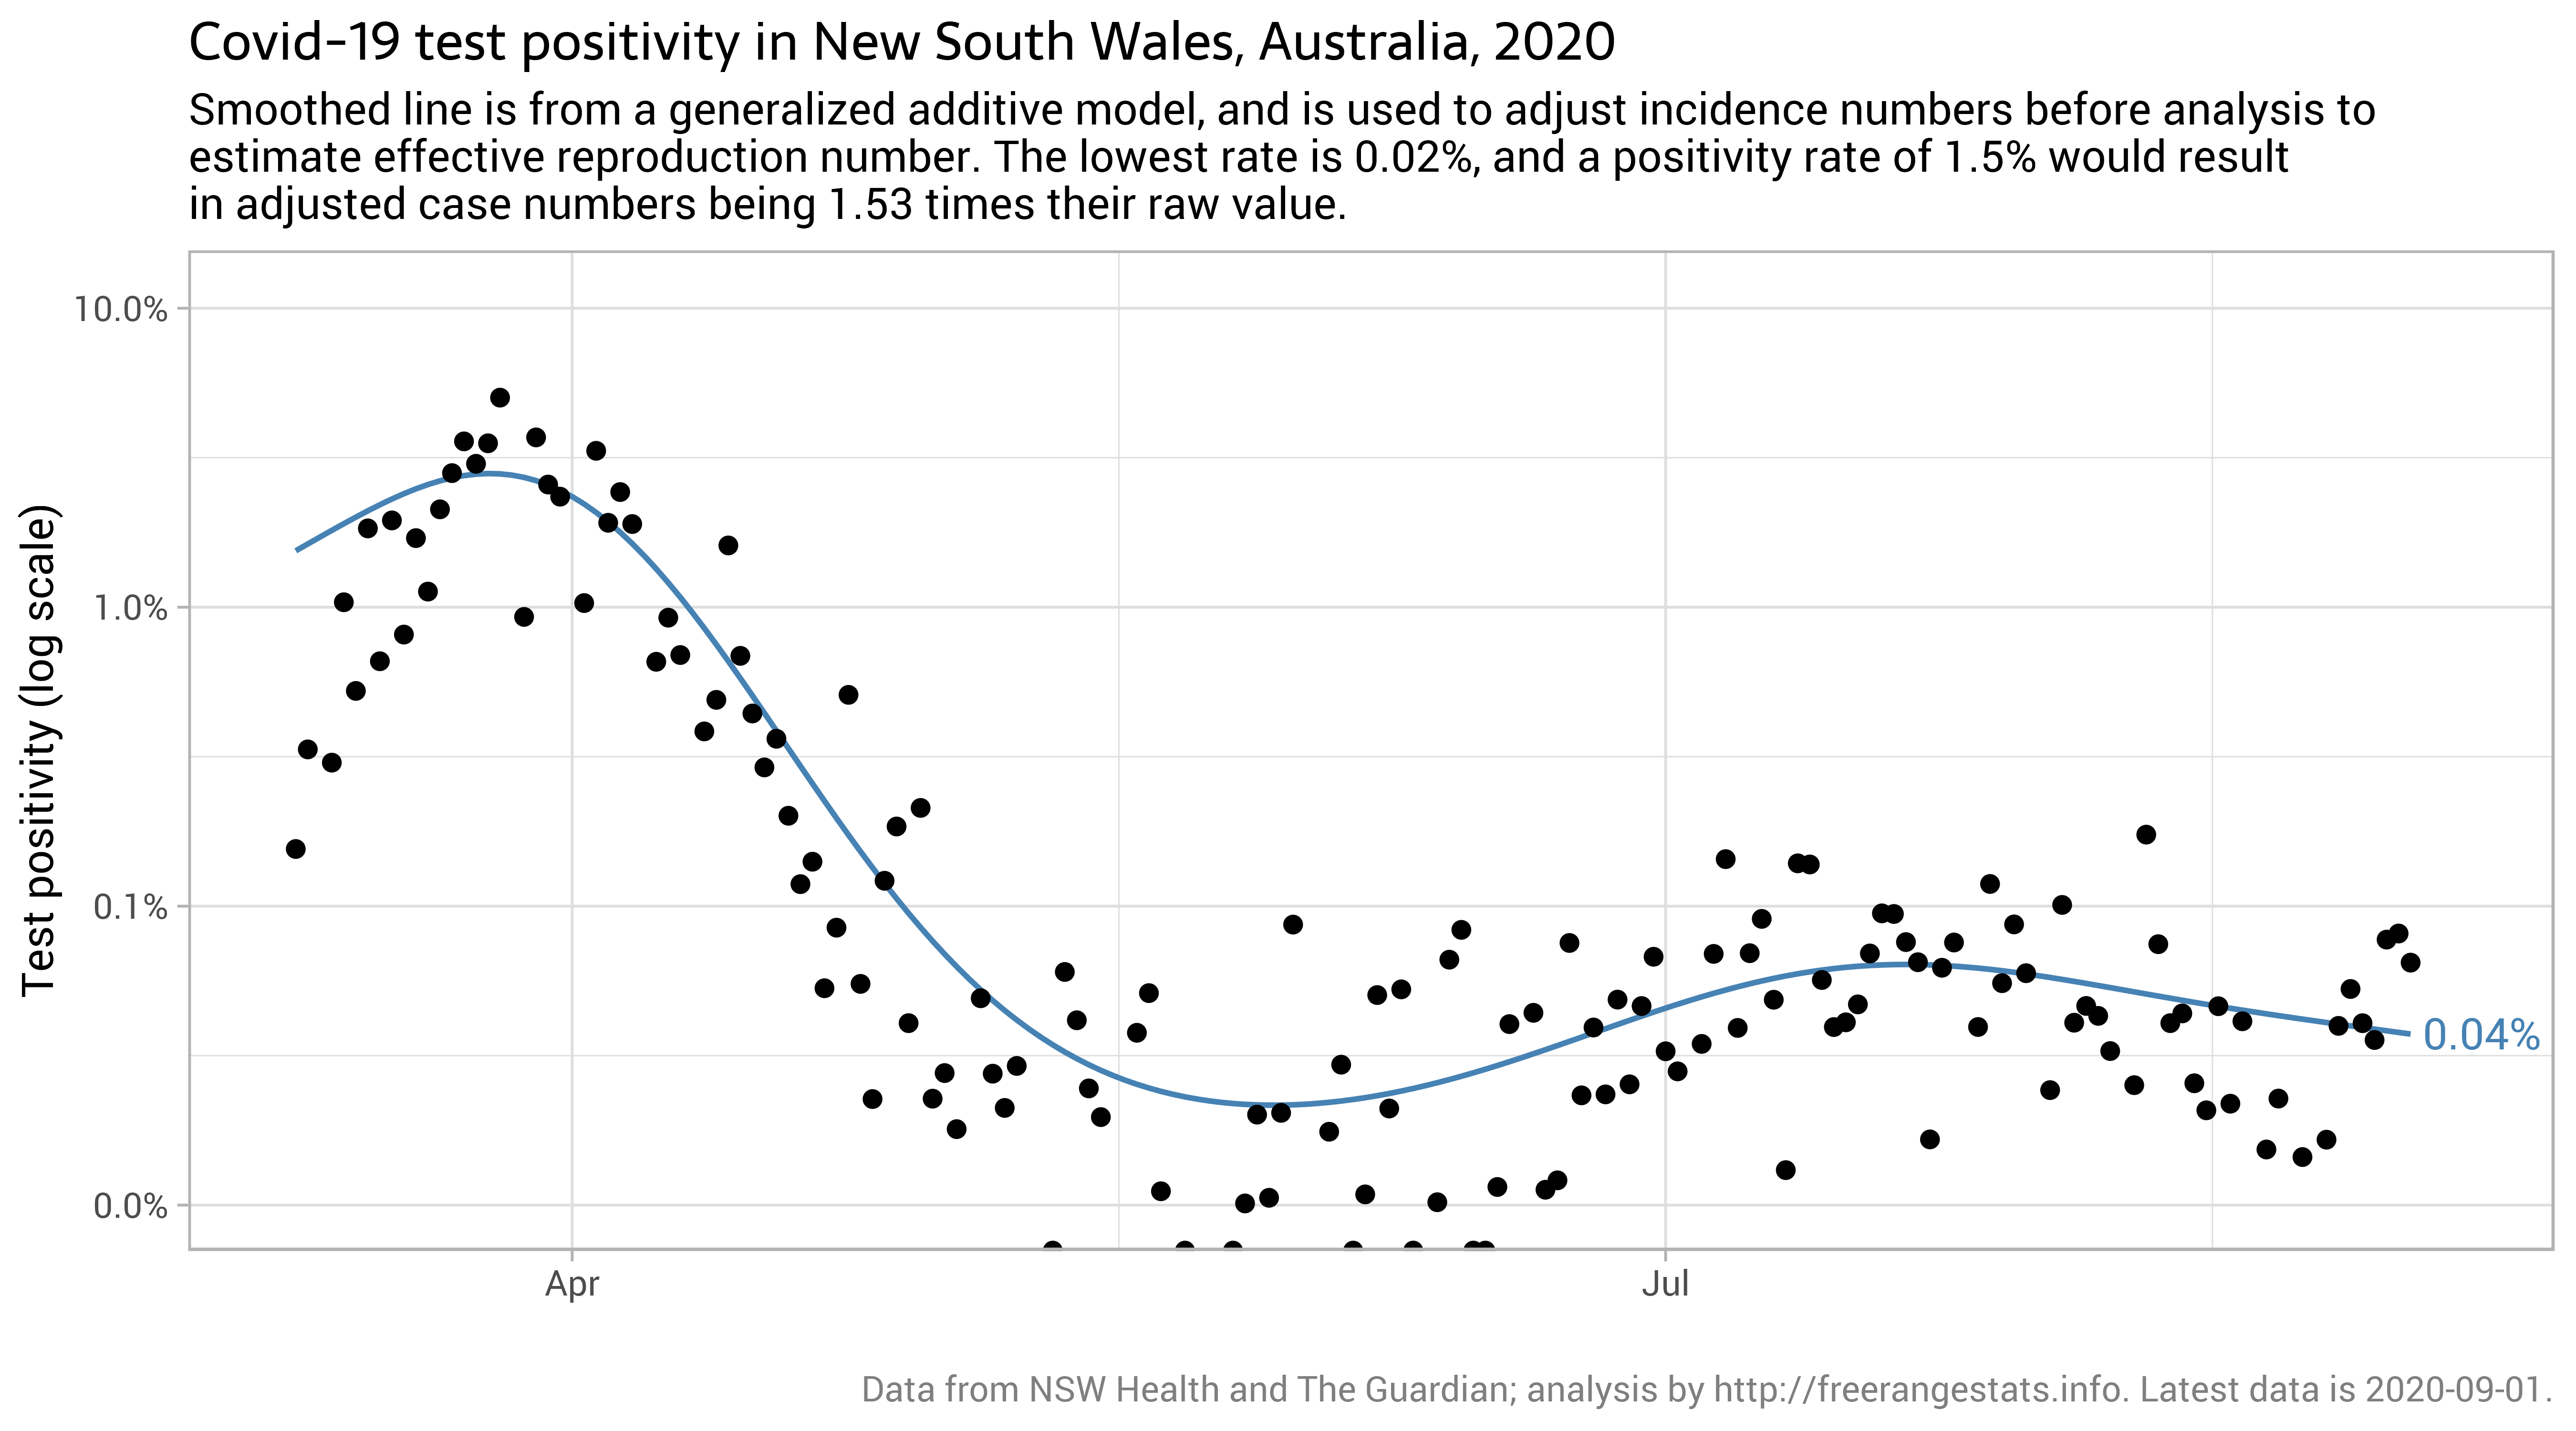 Covid-19 test positivity in New South Wales, Australia, 2020
Smoothed line is from a generalized additive model, and is used to adjust incidence numbers before analysis to
estimate effective reproduction number. The lowest rate is 0.02%, and a positivity rate of 1.5% would result
in adjusted case numbers being 1.53 times their raw value.
Test positivity (log scale)
10.0%
1.0%
0.1%
0.0%
0.04%
Apr
Jul
Data from NSW Health and The Guardian; analysis by http://freerangestats.info. Latest data is 2020-09-01.